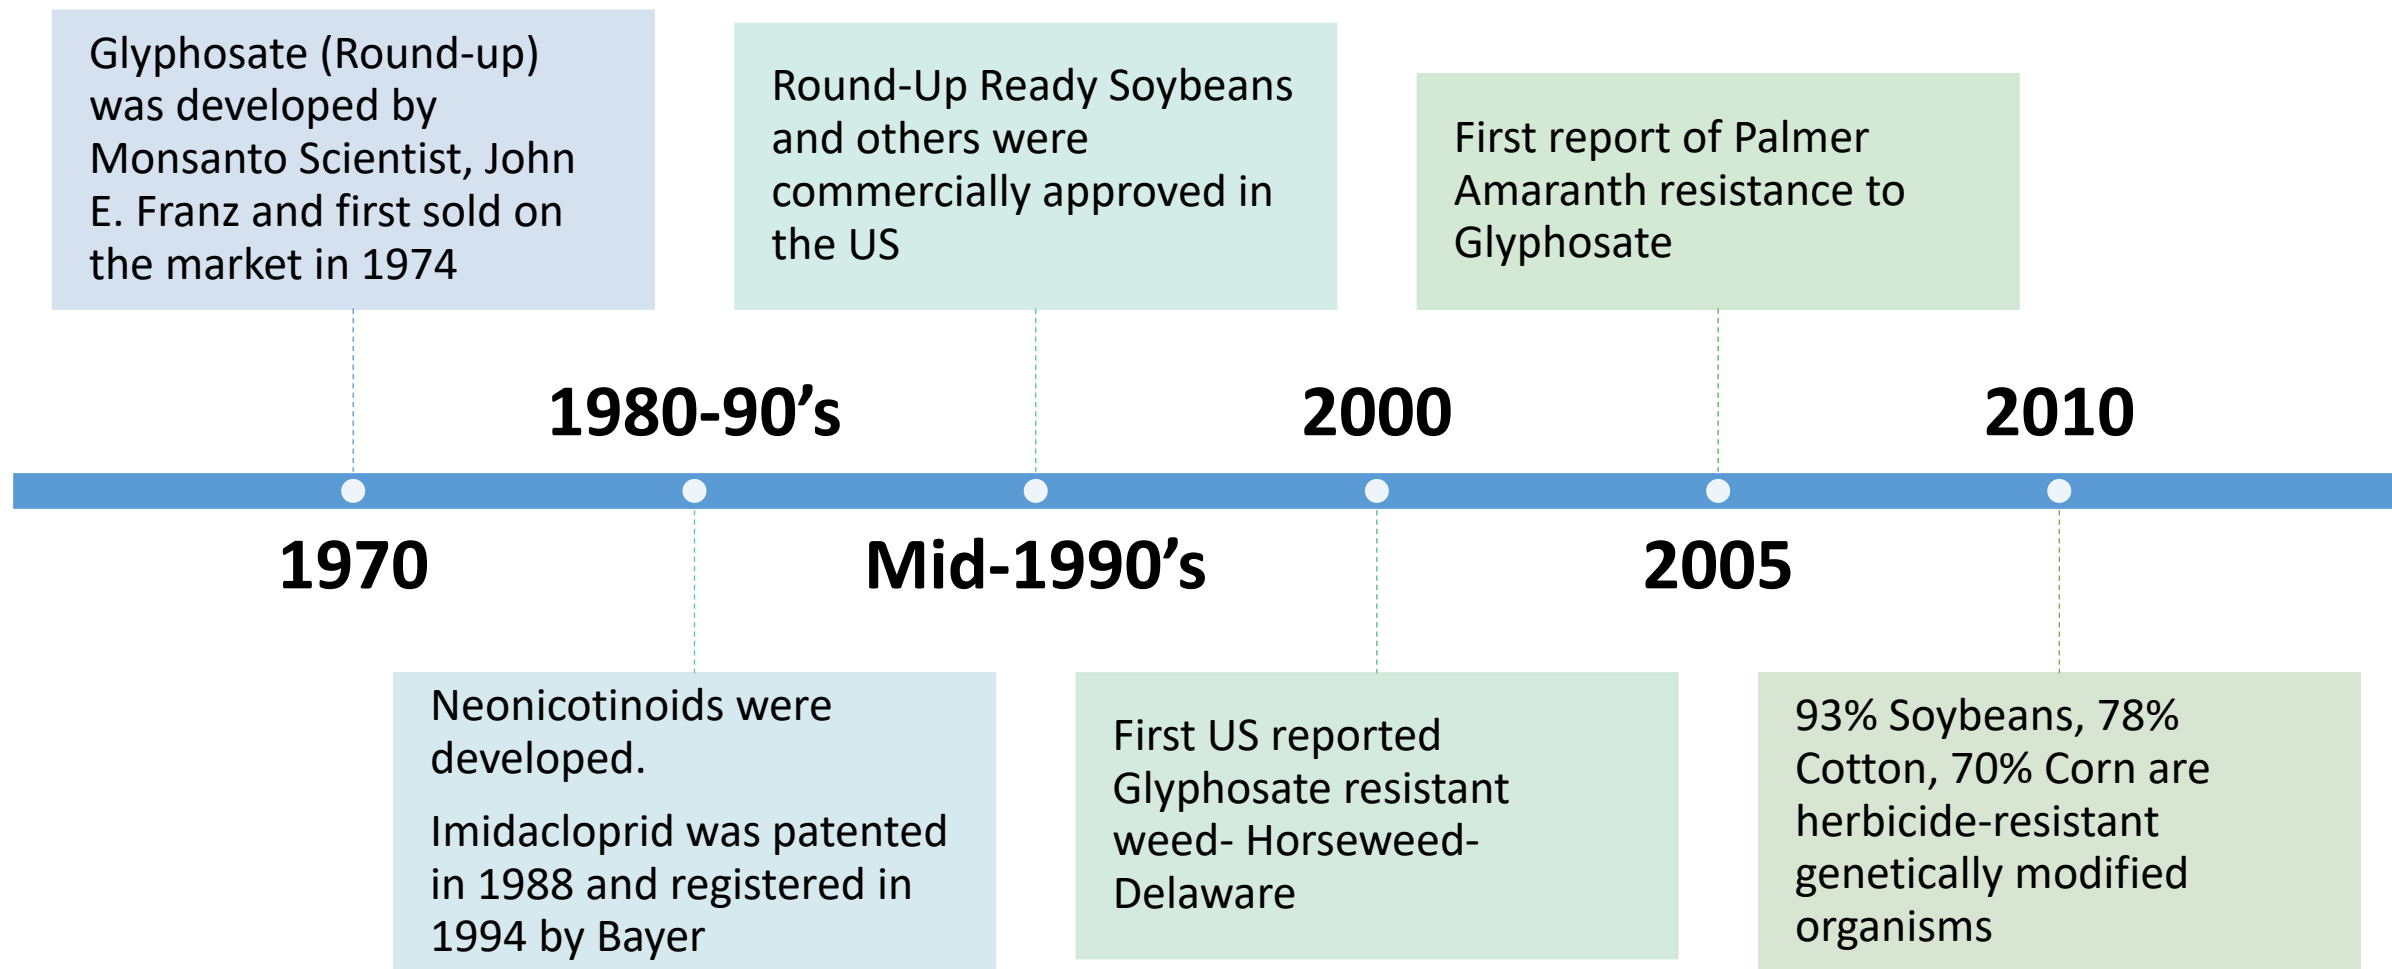 Glyphosate (Round-up)
was developed by
Monsanto Scientist, John
E. Franz and first sold on
the market in 1974
Round-Up Ready Soybeans
and others were
commercially approved in
the US
First report of Palmer
Amaranth resistance to
Glyphosate
1980-90’s
2000
2010
1970
Mid-1990’s
2005
Neonicotinoids were
developed.
Imidacloprid was patented
in 1988 and registered in
1994 by Bayer
First US reported
Glyphosate resistant
weed- Horseweed-
Delaware
93% Soybeans, 78%
Cotton, 70% Corn are
herbicide-resistant
genetically modified
organisms